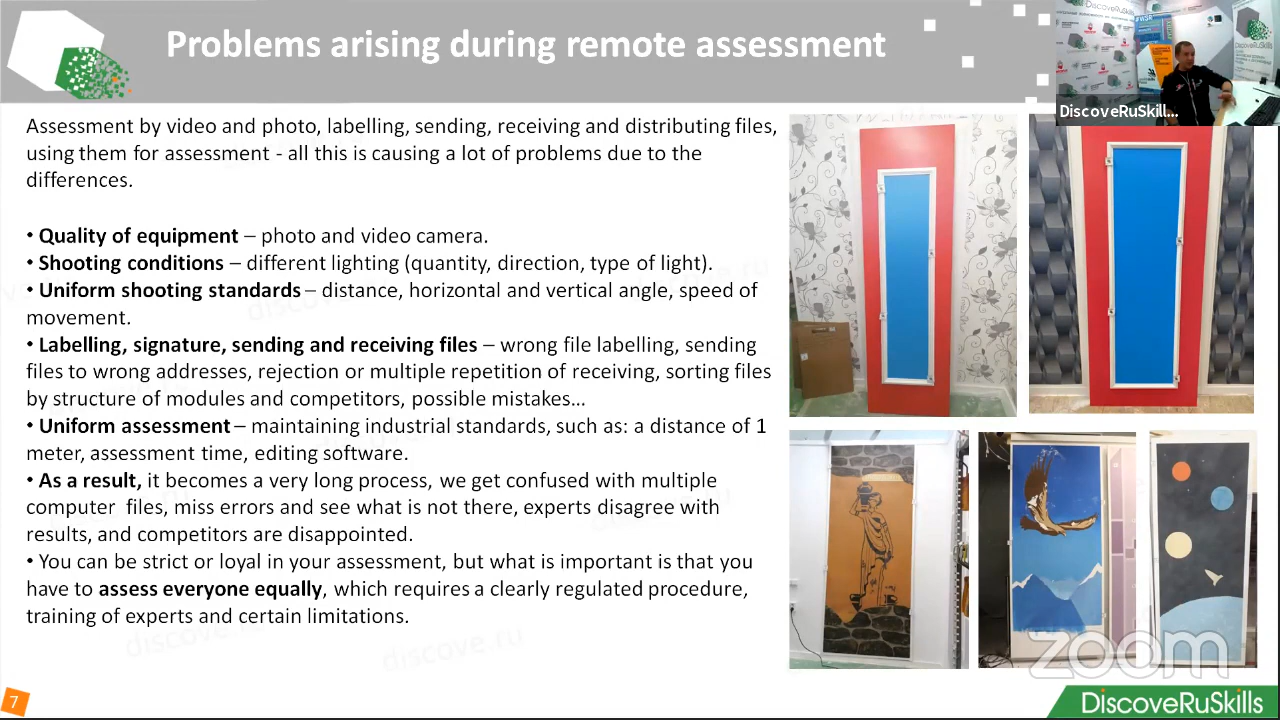 Problems arising during remote assessment
DiscoveRuSkills
#WSR
DiscoveRuSkill...
Assessment by video and photo, labelling, sending, receiving and distributing files,
using them for assessment - all this is causing a lot of problems due to the
differences.
• Quality of equipment – photo and video camera.
• Shooting conditions – different lighting (quantity, direction, type of light).
• Uniform shooting standards – distance, horizontal and vertical angle, speed of
movement.
• Labelling, signature, sending and receiving files – wrong file labelling, sending
files to wrong addresses, rejection or multiple repetition of receiving, sorting files
by structure of modules and competitors, possible mistakes...
• Uniform assessment – maintaining industrial standards, such as: a distance of 1
meter, assessment time, editing software.
• As a result, it becomes a very long process, we get confused with multiple
computer  files, miss errors and see what is not there, experts disagree with
results, and competitors are disappointed.
• You can be strict or loyal in your assessment, but what is important is that you
have to assess everyone equally, which requires a clearly regulated procedure,
training of experts and certain limitations.
discove.ru
zoom
7
DiscoveRuSkills